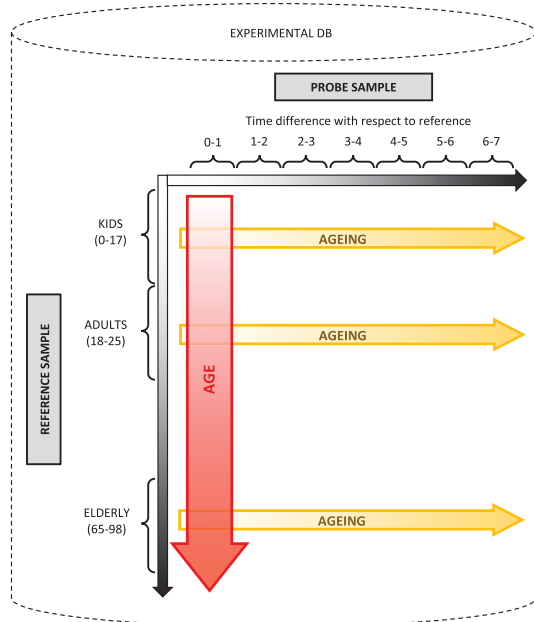 EXPERIMENTAL DB
PROBE SAMPLE
Time difference with respect to reference
0-1 1-2 2-3 3-4 4-5 5-6 6-7
KIDS
(0-17)
AGEING
ADULTS
(18-25)
AGEING
REFERENCE SAMPLE
AGE
ELDERLY
(65-98)
AGEING